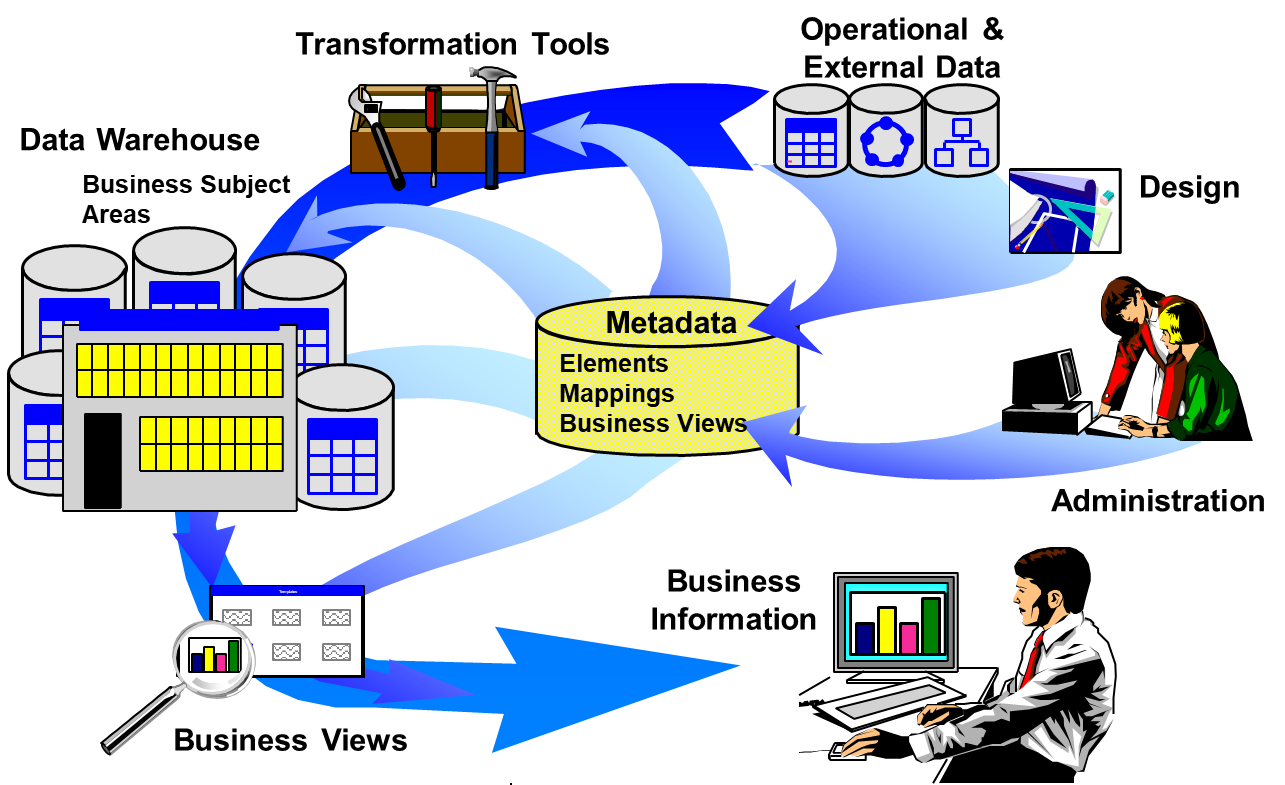 Transformation Tools
Operational &
External Data
Data Warehouse
Business Subject
Areas
Design
Metadata
Elements
Mappings
Business Views
Administration
Business
Information
Templates
Business Views